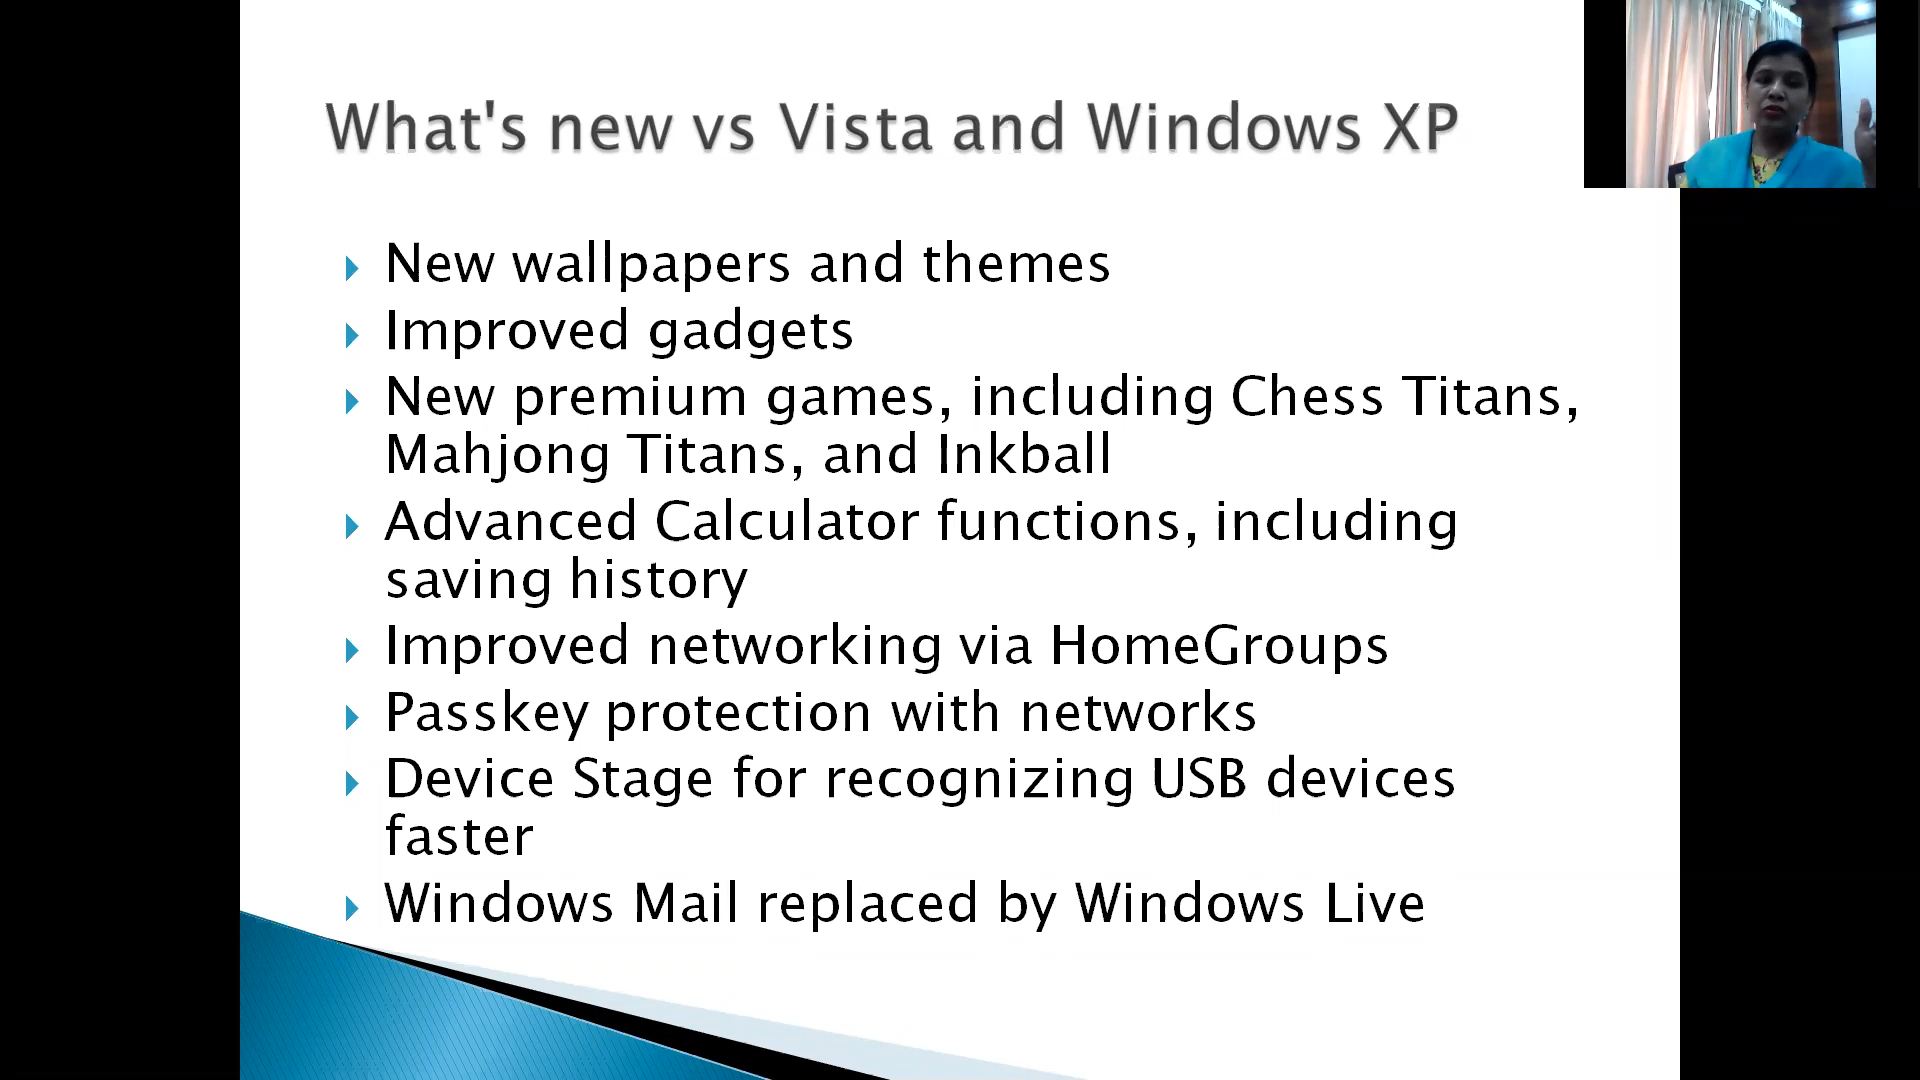 What's new vs Vista and Windows XP
New wallpapers and themes
Improved gadgets
New premium games, including Chess Titans,
Mahjong Titans, and Inkball
Advanced Calculator functions, including
saving history
Improved networking via HomeGroups
Passkey protection with networks
Device Stage for recognizing USB devices
faster
Windows Mail replaced by Windows Live